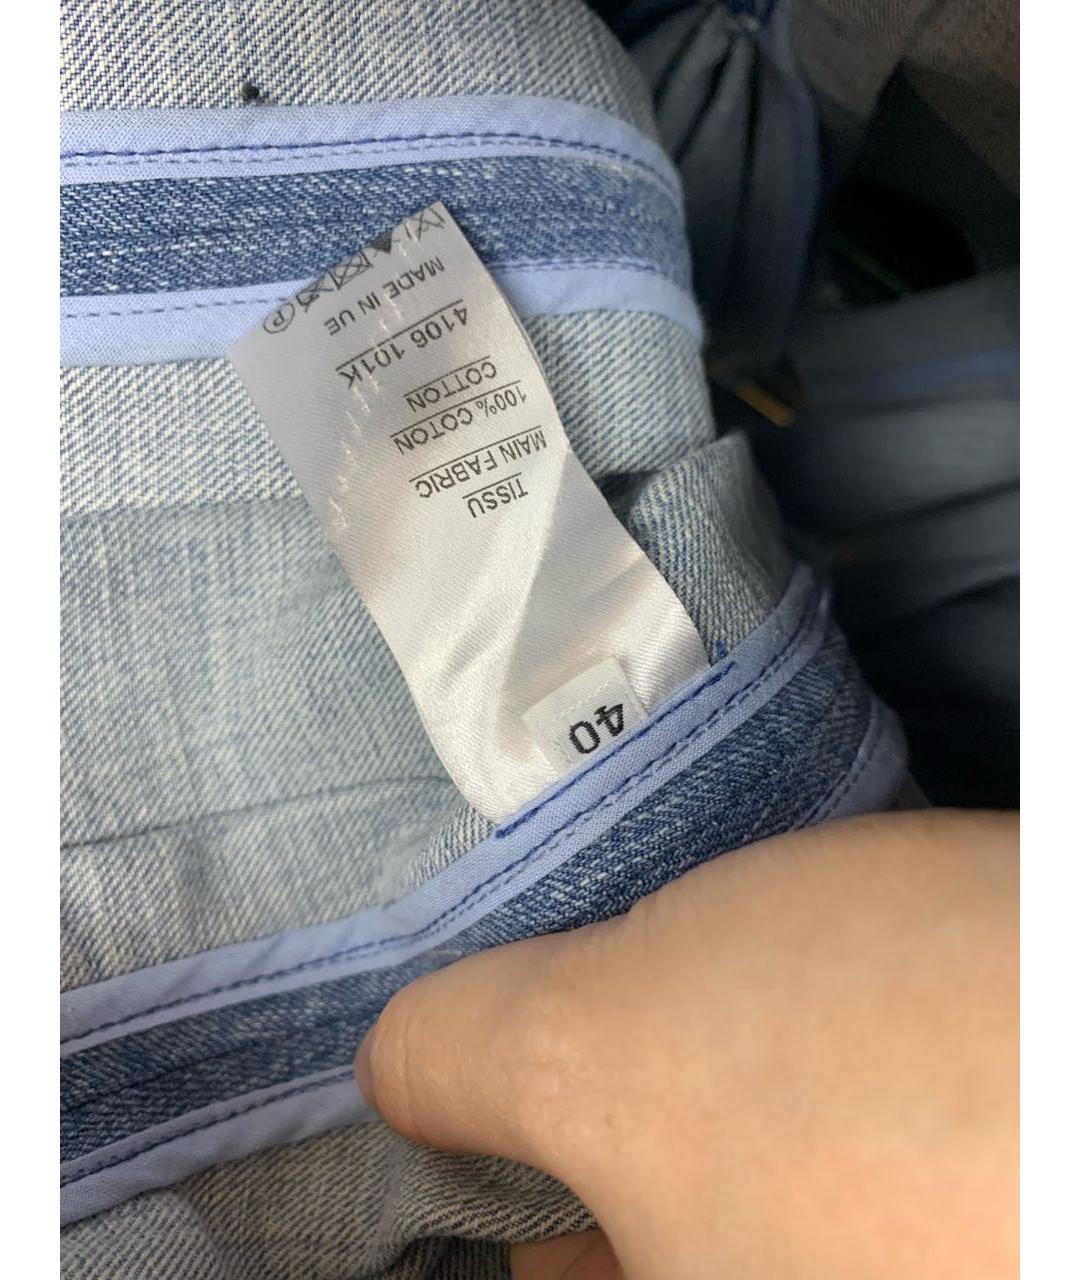 40
TISSU
MAIN FABRIC
100% COTON
COTTON
4106 101K
MADE IN UE
P